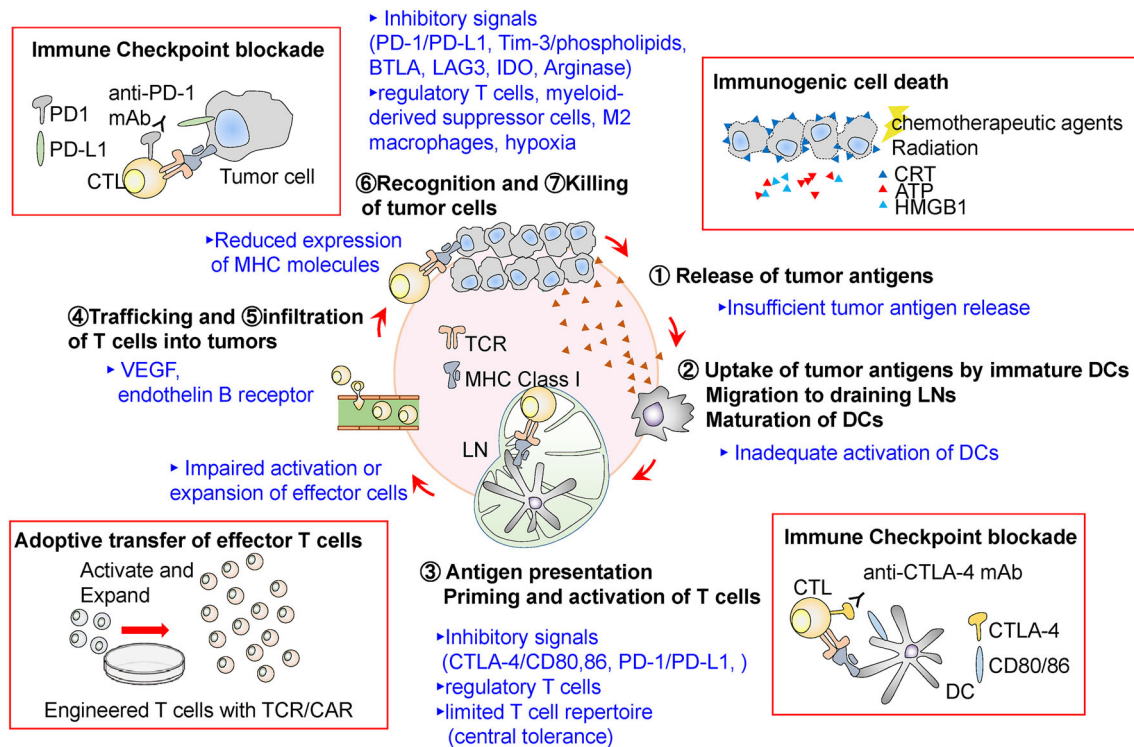 Immune Checkpoint blockade
anti-PD-1
mAb
PD1
PD-L1
CTL
Tumor cell
▸ Inhibitory signals
(PD-1/PD-L1, Tim-3/phospholipids,
BTLA, LAG3, IDO, Arginase)
▸regulatory T cells, myeloid-
derived suppressor cells, M2
macrophages, hypoxia
Immunogenic cell death
chemotherapeutic agents
Radiation
CRT
ATP
HMGB1
⑥Recognition and ⑦Killing
of tumor cells
▸Reduced expression
of MHC molecules
① Release of tumor antigens
▸Insufficient tumor antigen release
④Trafficking and ⑤infiltration
of T cells into tumors
▸ VEGF,
endothelin B receptor
TCR
MHC Class I
LN
② Uptake of tumor antigens by immature DCs
Migration to draining LNs
Maturation of DCs
▸ Inadequate activation of DCs
▸ Impaired activation or
expansion of effector cells
Adoptive transfer of effector T cells
Activate and
Expand
Engineered T cells with TCR/CAR
③ Antigen presentation
Priming and activation of T cells
▸Inhibitory signals
(CTLA-4/CD80,86, PD-1/PD-L1, )
▸regulatory T cells
▸limited T cell repertoire
(central tolerance)
Immune Checkpoint blockade
anti-CTLA-4 mAb
CTL
CTLA-4
CD80/86
DC